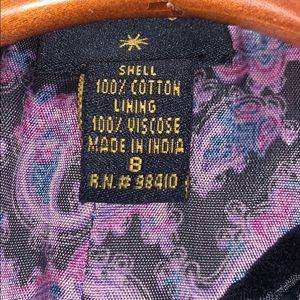 SHELL
100% COTTON
LINING
100% VISCOSE
MADE IN INDIA
8
R.N.# 98410